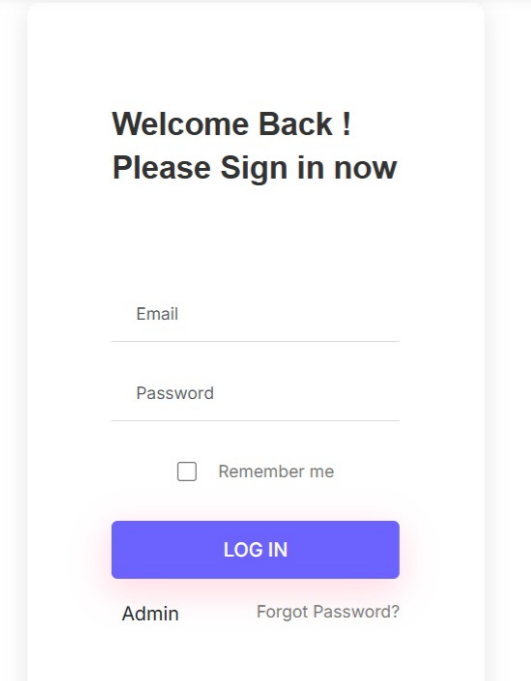 Welcome Back !
Please Sign in now
Email
Password
Remember me
LOG IN
Admin Forgot Password?